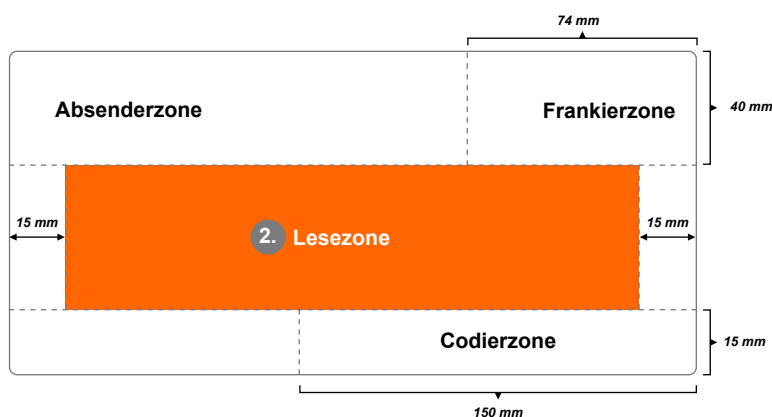 74 mm
Absenderzone
Frankierzone
40 mm
15 mm
2. Lesezone
15 mm
Codierzone
15 mm
150 mm